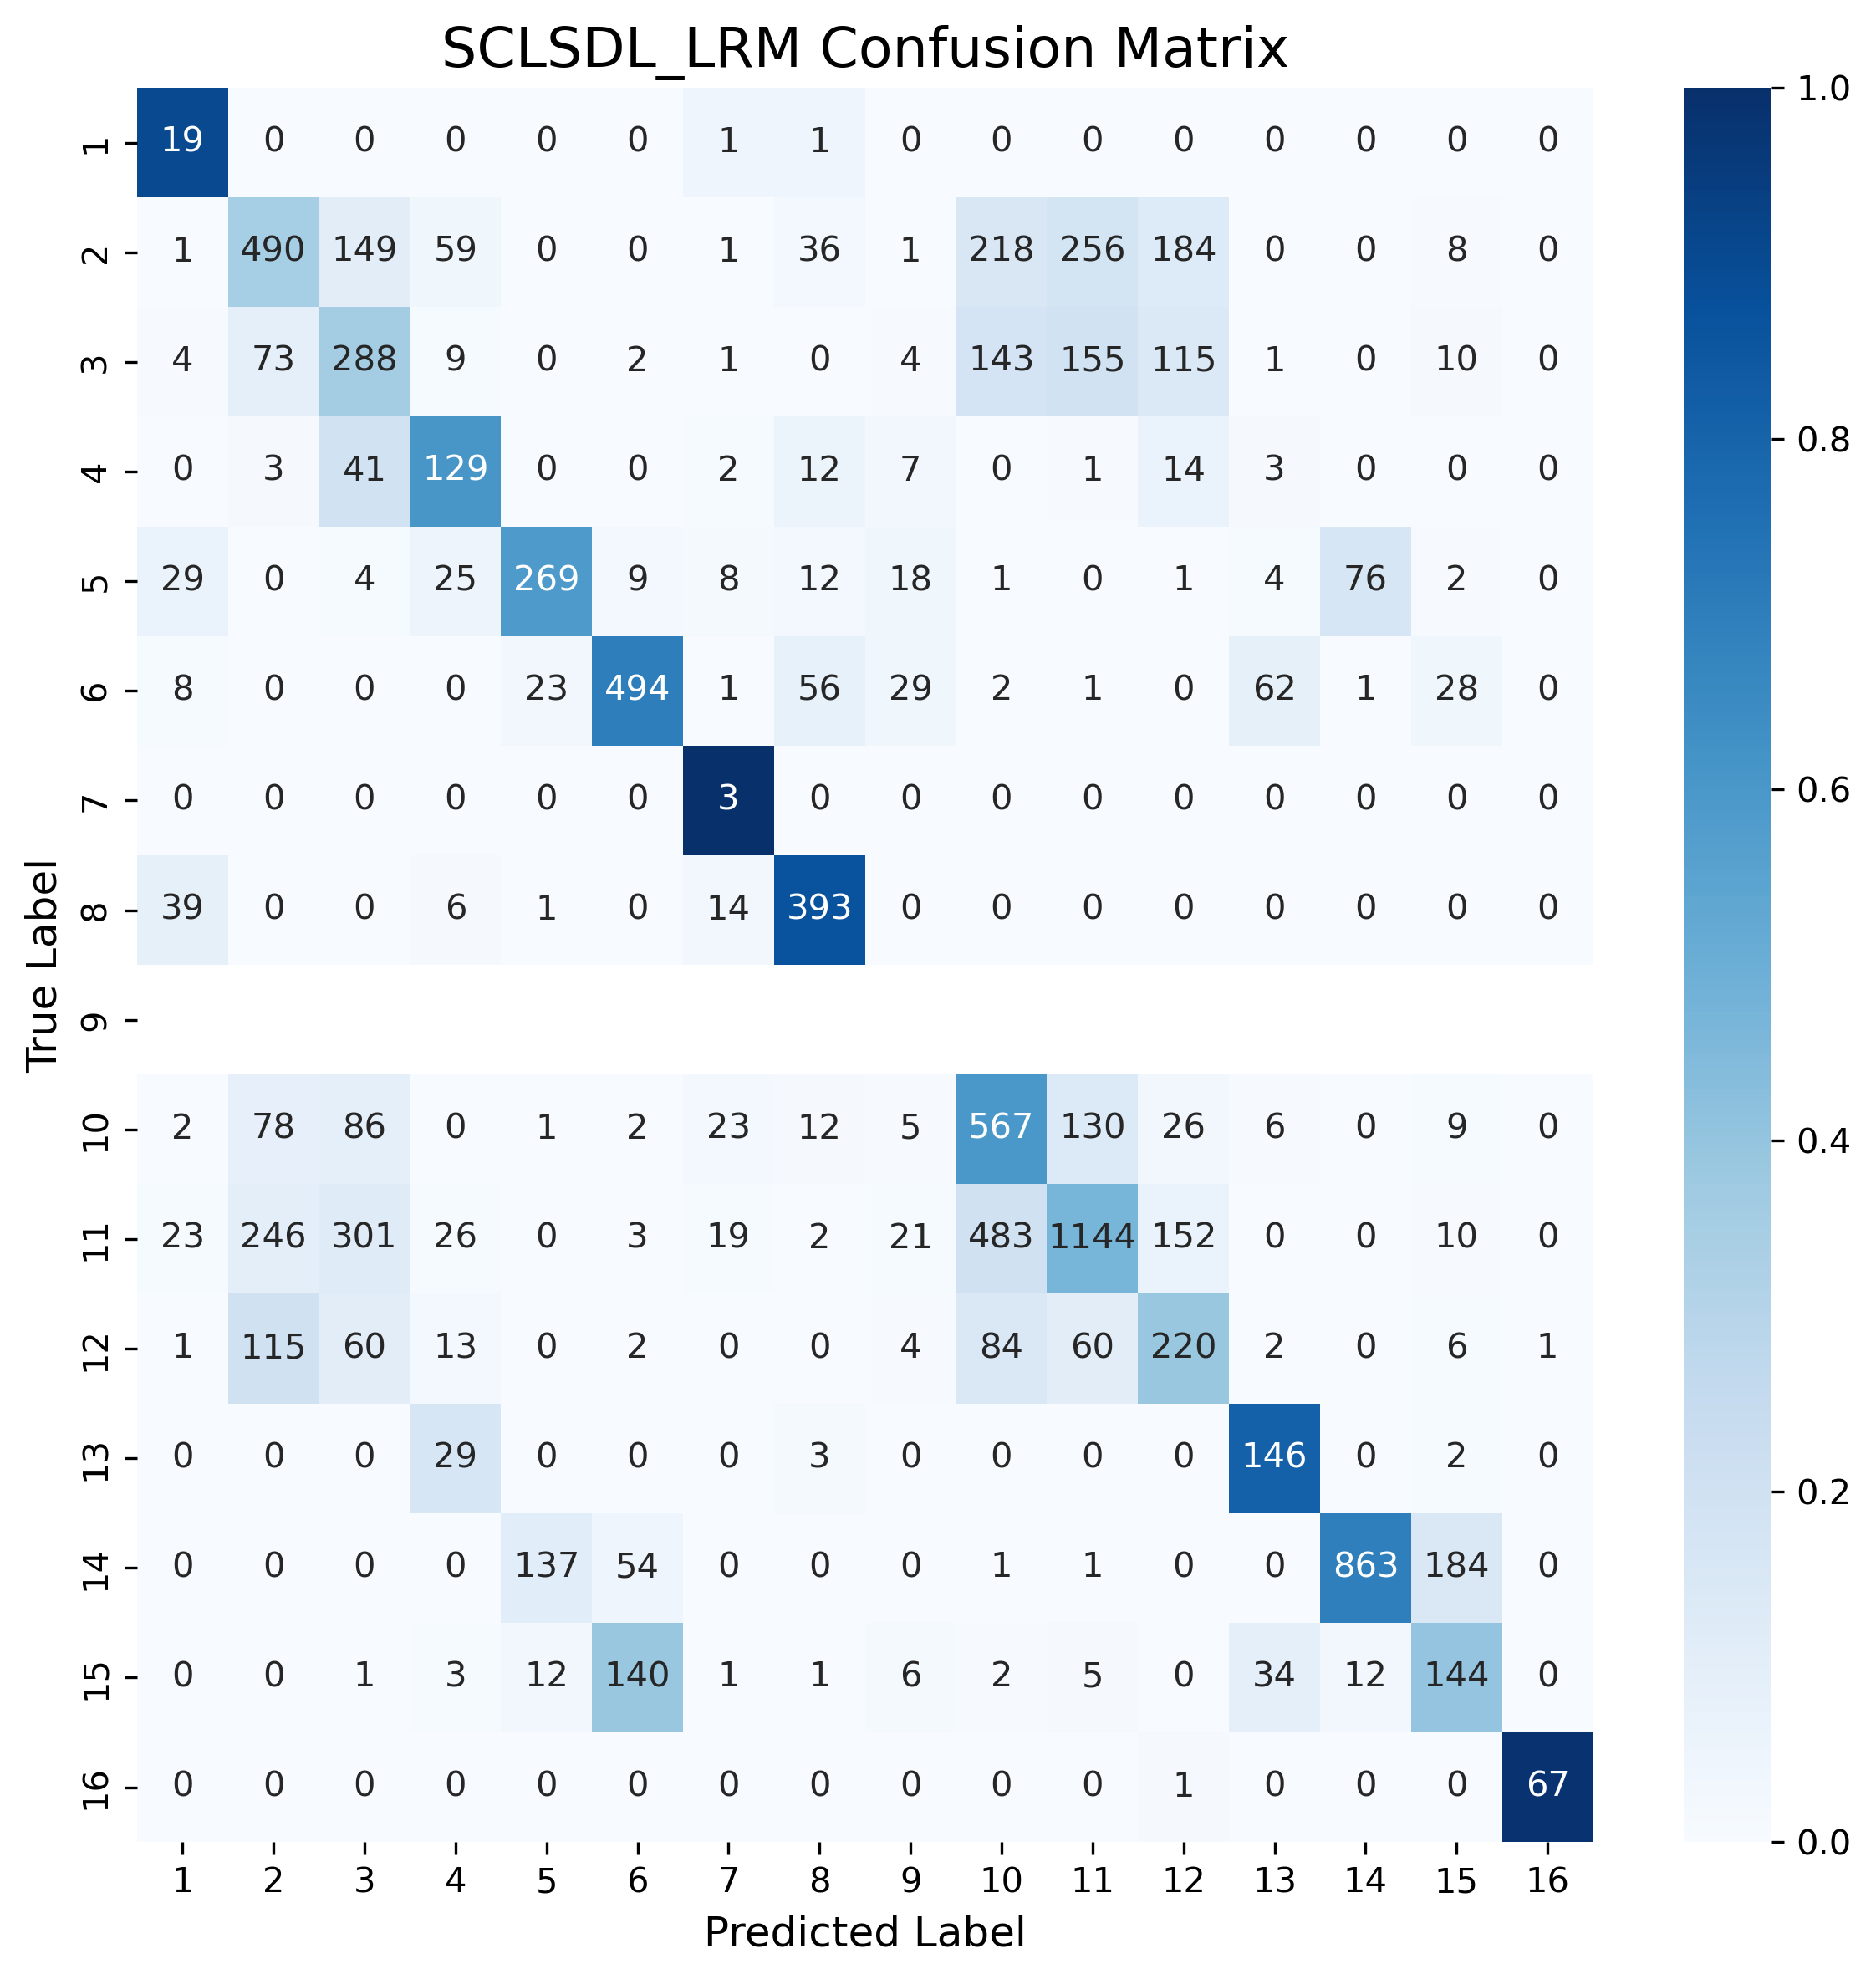 SCLSDL_LRM Confusion Matrix
1 19 0 0 0 0 0 1 1 0 0 0 0 0 0 0 0
2 1 490 149 59 0 0 1 36 1 218 256 184 0 0 8 0
3 4 73 288 9 0 2 1 0 4 143 155 115 1 0 10 0
4 0 3 41 129 0 0 2 12 7 0 1 14 3 0 0 0
5 29 0 4 25 269 9 8 12 18 1 0 1 4 76 2 0
6 8 0 0 0 23 494 1 56 29 2 1 0 62 1 28 0
7 0 0 0 0 0 0 3 0 0 0 0 0 0 0 0 0
8 39 0 0 6 1 0 14 393 0 0 0 0 0 0 0 0
9
10 2 78 86 0 1 2 23 12 5 567 130 26 6 0 9 0
11 23 246 301 26 0 3 19 2 21 483 1144 152 0 0 10 0
12 1 115 60 13 0 2 0 0 4 84 60 220 2 0 6 1
13 0 0 0 29 0 0 0 3 0 0 0 0 146 0 2 0
14 0 0 0 0 137 54 0 0 0 1 1 0 0 863 184 0
15 0 0 1 3 12 140 1 1 6 2 5 0 34 12 144 0
16 0 0 0 0 0 0 0 0 0 0 0 1 0 0 0 67
1 2 3 4 5 6 7 8 9 10 11 12 13 14 15 16
Predicted Label
True Label
1.0
0.8
0.6
0.4
0.2
0.0